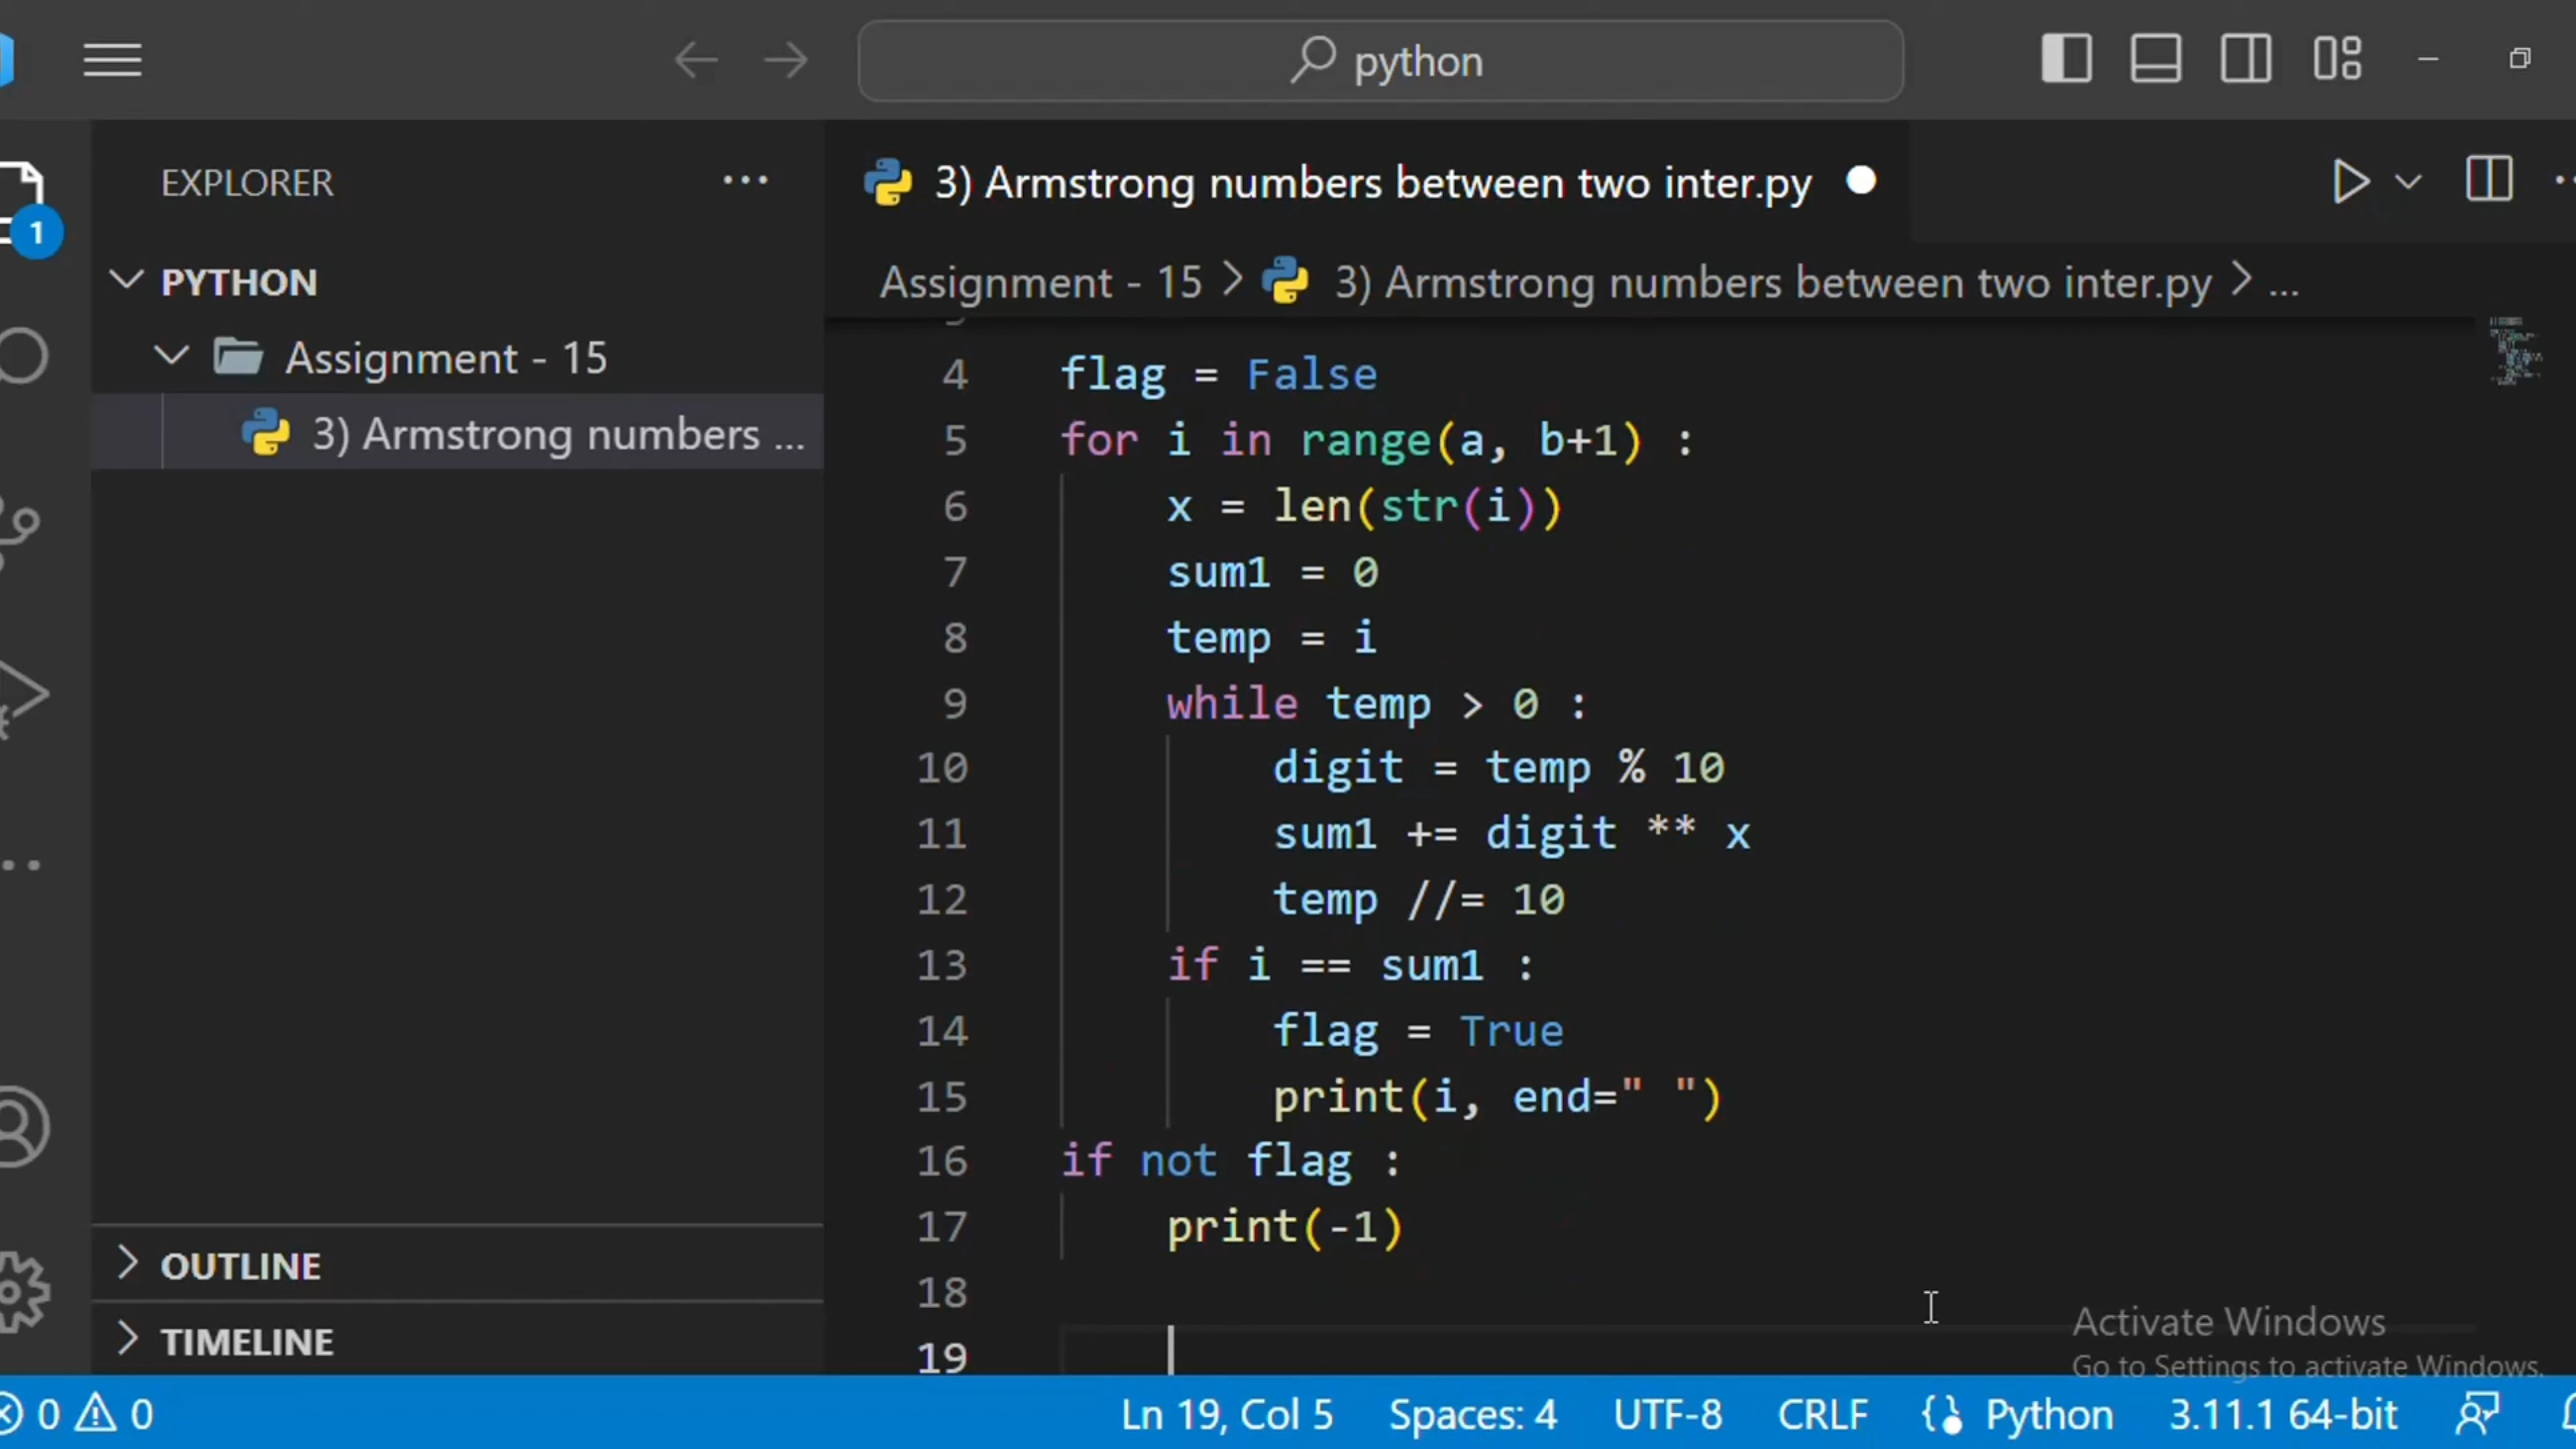 python
EXPLORER
3) Armstrong numbers between two inter.py
1
PYTHON
Assignment - 15 > 3) Armstrong numbers between two inter.py > ...
Assignment - 15
3) Armstrong numbers ...
4 flag = False
5 for i in range(a, b+1) :
6 x = len(str(i))
7 sum1 = 0
8 temp = i
9 while temp > 0 :
10 digit = temp % 10
11 sum1 += digit ** x
12 temp //= 10
13 if i == sum1 :
14 flag = True
15 print(i, end=" ")
16 if not flag :
17 print(-1)
18
19
OUTLINE
TIMELINE
Activate Windows
Go to Settings to activate Windows.
0 0 Ln 19, Col 5 Spaces: 4 UTF-8 CRLF Python 3.11.1 64-bit